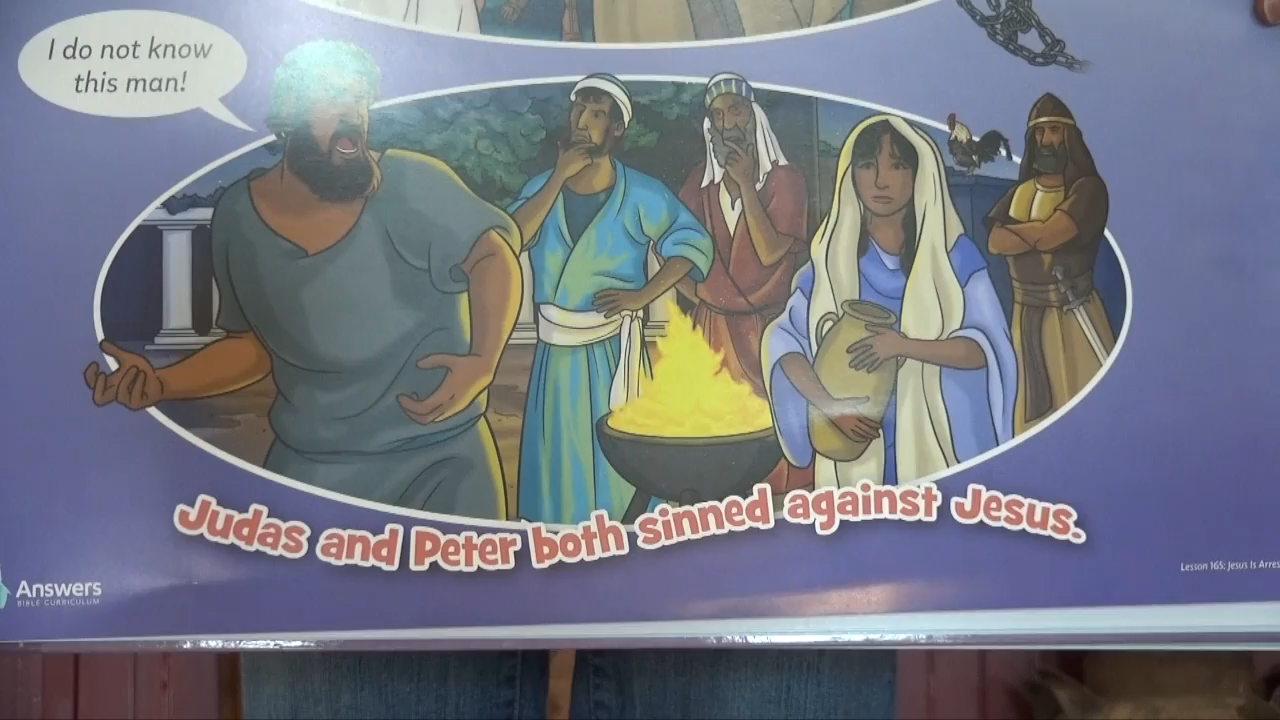 I do not know
this man!
Judas and Peter both sinned against Jesus.
Answers
BIBLE CURRICULUM
Lesson 165: Jesus Is